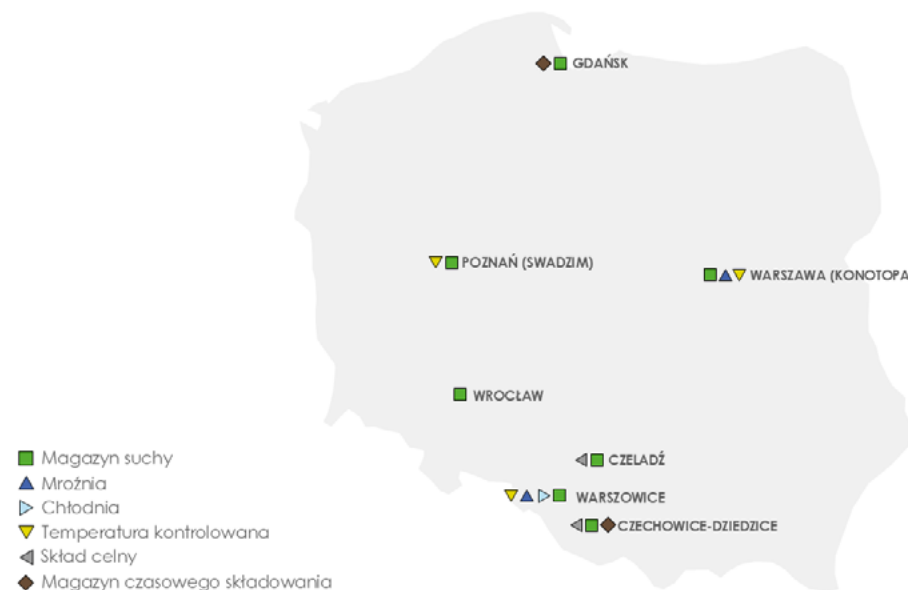 GDAŃSK
POZNAŃ (SWADZIM)
WARSZAWA (KONOTOPA
WROCŁAW
CZELADŹ
WARSZOWICE
CZECHOWICE-DZIEDZICE
Magazyn suchy
Mroźnia
Chłodnia
Temperatura kontrolowana
Skład celny
Magazyn czasowego składowania